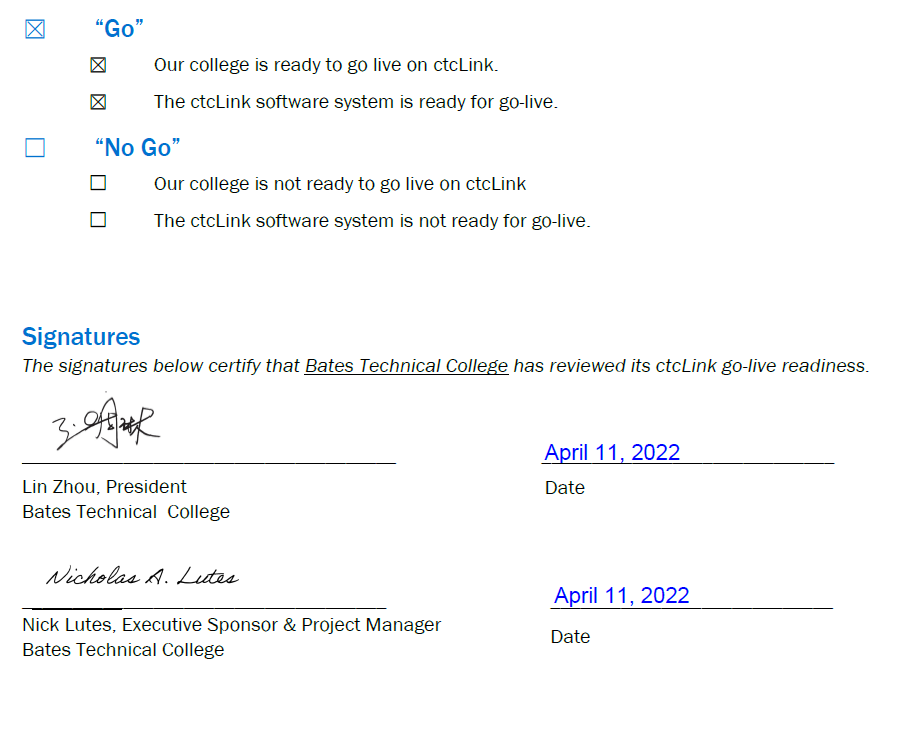 ☒ “Go”
☒ Our college is ready to go live on ctcLink.
☒ The ctcLink software system is ready for go-live.
☐ “No Go”
☐ Our college is not ready to go live on ctcLink
☐ The ctcLink software system is not ready for go-live.
Signatures
The signatures below certify that Bates Technical College has reviewed its ctcLink go-live readiness.
April 11, 2022
Lin Zhou, President
Date
Bates Technical College
Nicholas A. Lutes
April 11, 2022
Nick Lutes, Executive Sponsor & Project Manager
Date
Bates Technical College